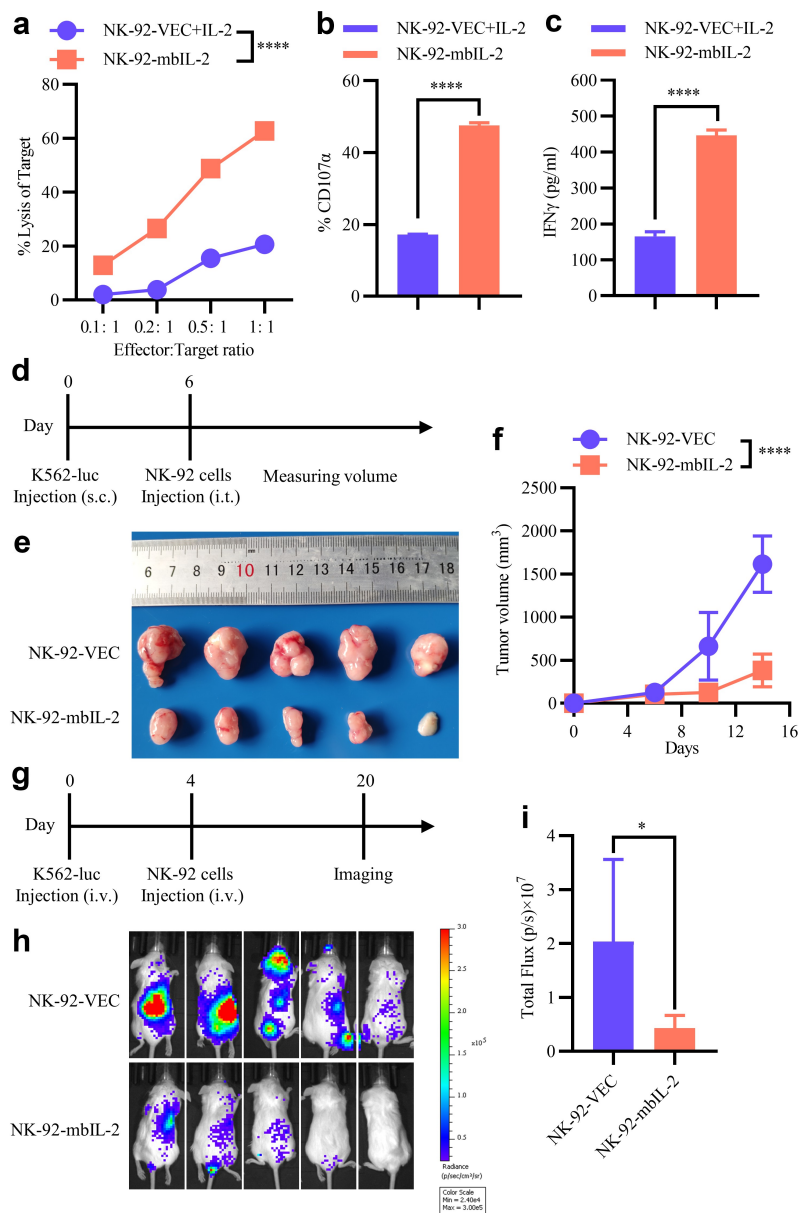 a
NK-92-VEC+IL-2
NK-92-mbIL-2
****
% Lysis of Target
80
60
40
20
0
0.1: 1
0.2: 1
0.5: 1
1: 1
Effector:Target ratio
b
NK-92-VEC+IL-2
NK-92-mbIL-2
****
% CD107α
60
40
20
0
c
NK-92-VEC+IL-2
NK-92-mbIL-2
****
IFNγ (pg/ml)
600
500
400
300
200
100
0
d
0
6
Day
K562-luc
Injection (s.c.)
NK-92 cells
Injection (i.t.)
Measuring volume
e
6 7 8 9 10 11 12 13 14 15 16 17 18
NK-92-VEC
NK-92-mbIL-2
f
NK-92-VEC
NK-92-mbIL-2
****
Tumor volume (mm³)
2500
2000
1500
1000
500
0
0
4
8
12
16
Days
g
0
4
20
Day
K562-luc
Injection (i.v.)
NK-92 cells
Injection (i.v.)
Imaging
h
NK-92-VEC
NK-92-mbIL-2
3.0
2.5
2.0
1.5
x10⁵
1.0
0.5
Radiance
(p/sec/cm²/sr)
Color Scale
Min = 2.40e4
Max = 3.00e5
i
*
Total Flux (p/s)×10⁷
4
3
2
1
0
NK-92-VEC
NK-92-mbIL-2